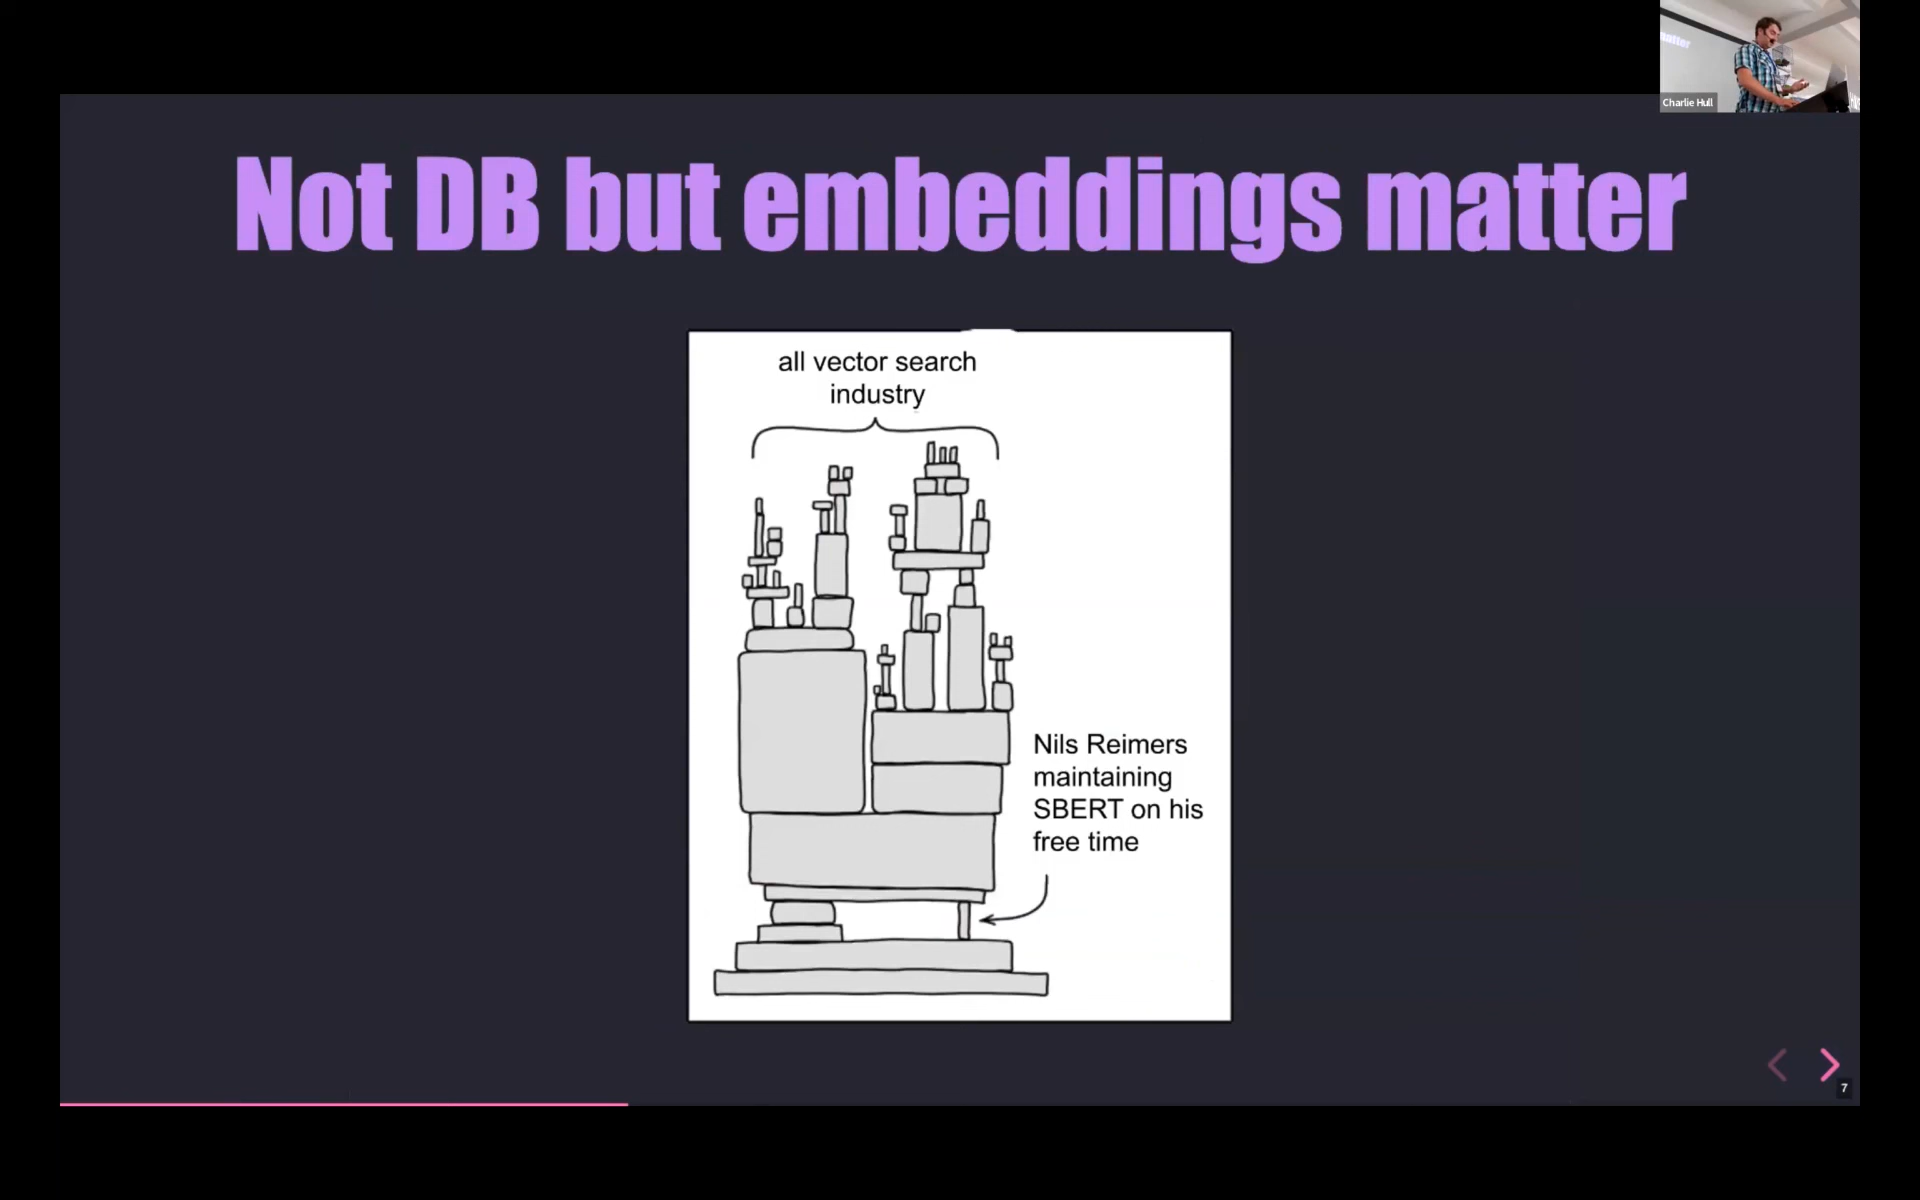 Charlie Hull
Not DB but embeddings matter
all vector search
industry
Nils Reimers
maintaining
SBERT on his
free time
7